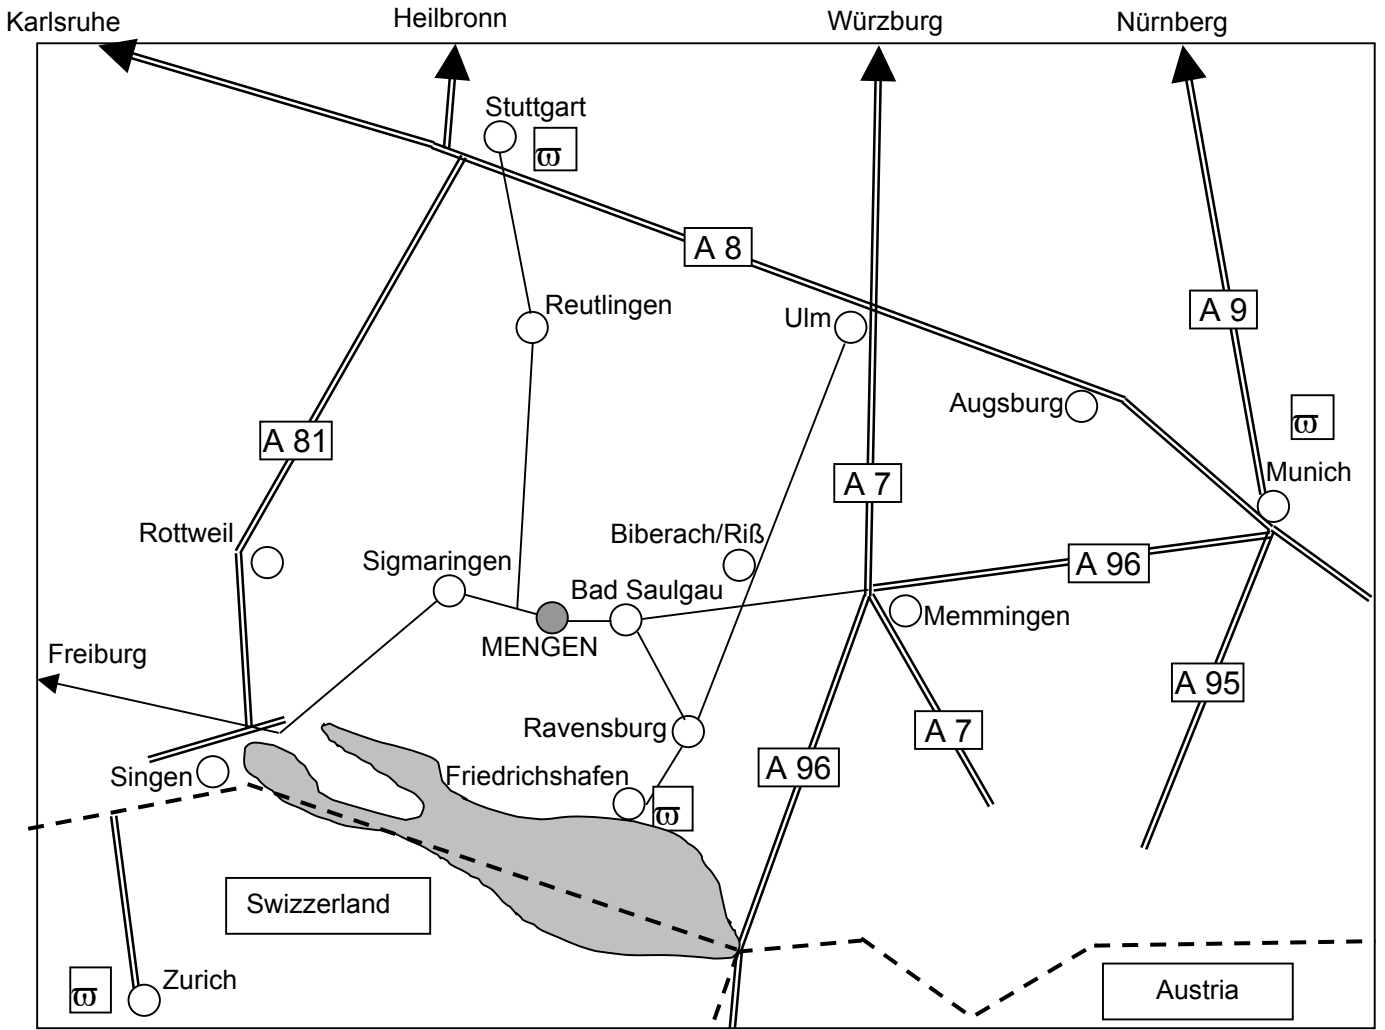 Karlsruhe
Heilbronn
Würzburg
Nürnberg
Stuttgart
ϖ
A 8
Reutlingen
Ulm
A 9
Augsburg
ϖ
A 81
Munich
A 7
Rottweil
Biberach/Riß
Sigmaringen
A 96
Bad Saulgau
Memmingen
MENGEN
Freiburg
A 95
Ravensburg
A 7
A 96
Singen
Friedrichshafen
ϖ
Swizzerland
Zurich
ϖ
Austria